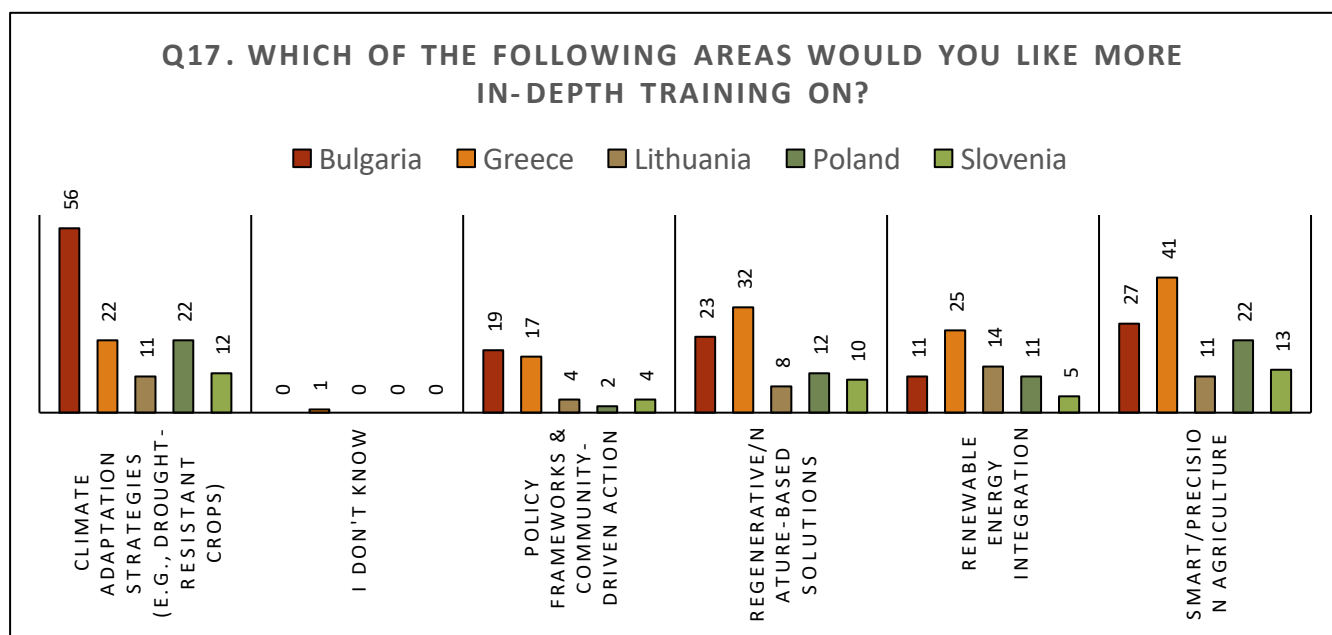 Q17. WHICH OF THE FOLLOWING AREAS WOULD YOU LIKE MORE
IN-DEPTH TRAINING ON?
Bulgaria Greece Lithuania Poland Slovenia
56
22
11
22
12
0
1
0
0
0
19
17
4
2
4
23
32
8
12
10
11
25
14
11
5
27
41
11
22
13
CLIMATE
ADAPTATION
STRATEGIES
(E.G., DROUGHT-
RESISTANT
CROPS)
I DON'T KNOW
POLICY
FRAMEWORKS &
COMMUNITY-
DRIVEN ACTION
REGENERATIVE/N
ATURE-BASED
SOLUTIONS
RENEWABLE
ENERGY
INTEGRATION
SMART/PRECISIO
N AGRICULTURE